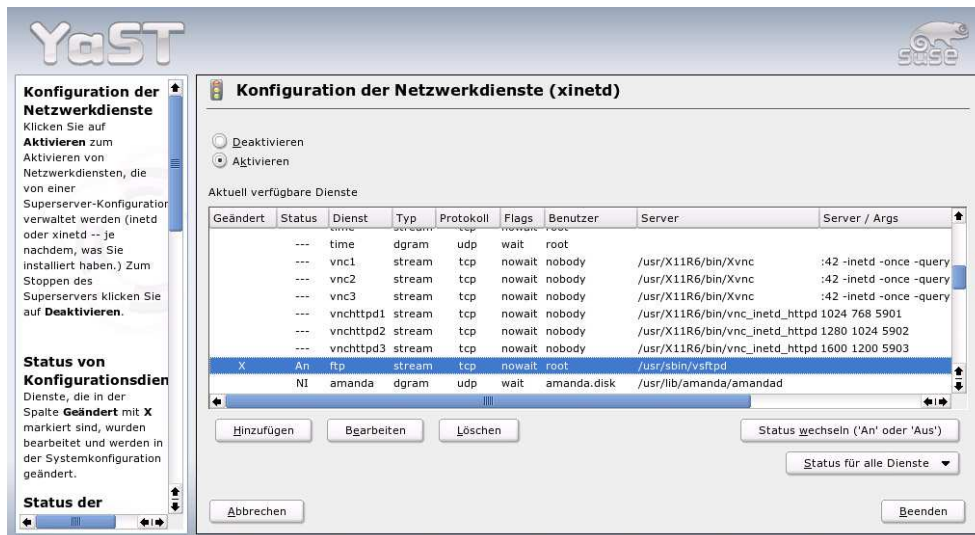 YaST
SUSE
Konfiguration der
Netzwerkdienste
Klicken Sie auf
Aktivieren zum
Aktivieren von
Netzwerkdiensten, die
von einer
Superserver-Konfiguration
verwaltet werden (inetd
oder xinetd -- je
nachdem, was Sie
installiert haben.) Zum
Stoppen des
Superservers klicken Sie
auf Deaktivieren.
Status von
Konfigurationsdien
Dienste, die in der
Spalte Geändert mit X
markiert sind, wurden
bearbeitet und werden in
der Systemkonfiguration
geändert.
Status der
Konfiguration der Netzwerkdienste (xinetd)
Deaktivieren
Aktivieren
Aktuell verfügbare Dienste
Geändert Status Dienst Typ Protokoll Flags Benutzer Server Server / Args
time stream tcp nowait root
--- time dgram udp wait root
--- vnc1 stream tcp nowait nobody /usr/X11R6/bin/Xvnc :42 -inetd -once -query
--- vnc2 stream tcp nowait nobody /usr/X11R6/bin/Xvnc :42 -inetd -once -query
--- vnc3 stream tcp nowait nobody /usr/X11R6/bin/Xvnc :42 -inetd -once -query
--- vnchttpd1 stream tcp nowait nobody /usr/X11R6/bin/vnc_inetd_httpd 1024 768 5901
--- vnchttpd2 stream tcp nowait nobody /usr/X11R6/bin/vnc_inetd_httpd 1280 1024 5902
--- vnchttpd3 stream tcp nowait nobody /usr/X11R6/bin/vnc_inetd_httpd 1600 1200 5903
X An ftp stream tcp nowait root /usr/sbin/vsftpd
NI amanda dgram udp wait amanda.disk /usr/lib/amanda/amandad
Hinzufügen Bearbeiten Löschen Status wechseln ('An' oder 'Aus')
Status für alle Dienste
Abbrechen Beenden